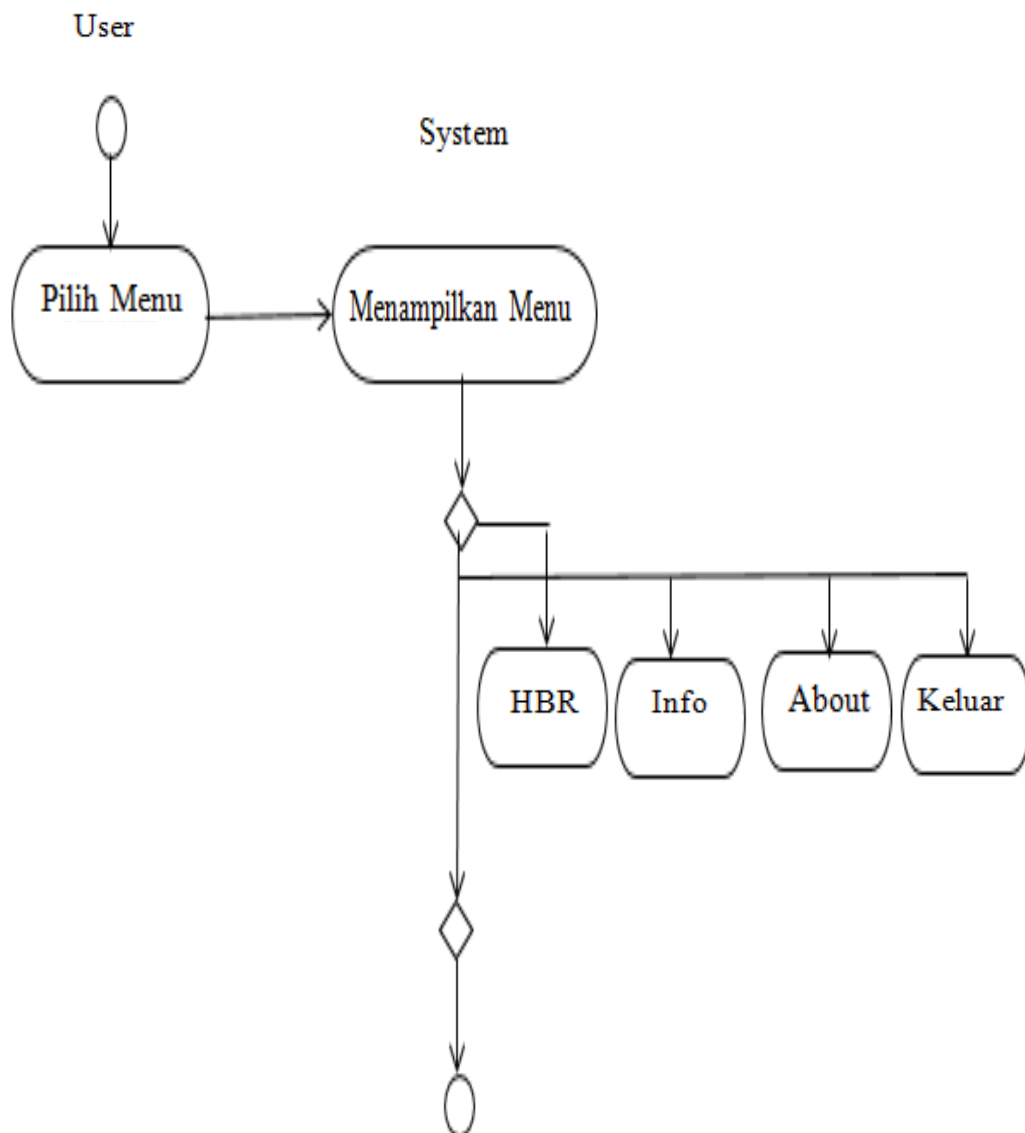 User
System
Pilih Menu
Menampilkan Menu
HBR
Info
About
Keluar